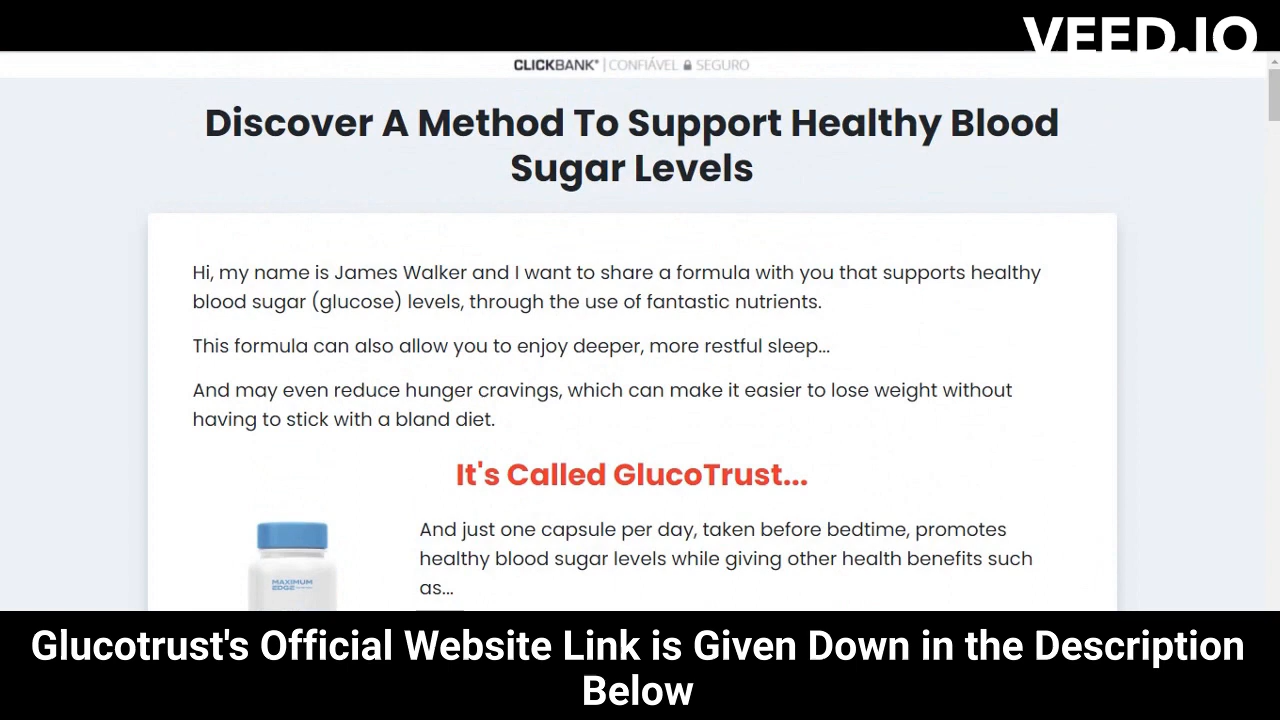 VEED.IO
CLICKBANK® | CONFIÁVEL SEGURO
Discover A Method To Support Healthy Blood
Sugar Levels
Hi, my name is James Walker and I want to share a formula with you that supports healthy
blood sugar (glucose) levels, through the use of fantastic nutrients.
This formula can also allow you to enjoy deeper, more restful sleep...
And may even reduce hunger cravings, which can make it easier to lose weight without
having to stick with a bland diet.
It's Called GlucoTrust...
And just one capsule per day, taken before bedtime, promotes
healthy blood sugar levels while giving other health benefits such
as...
MAXIMUM
EDGE
Glucotrust's Official Website Link is Given Down in the Description
Below